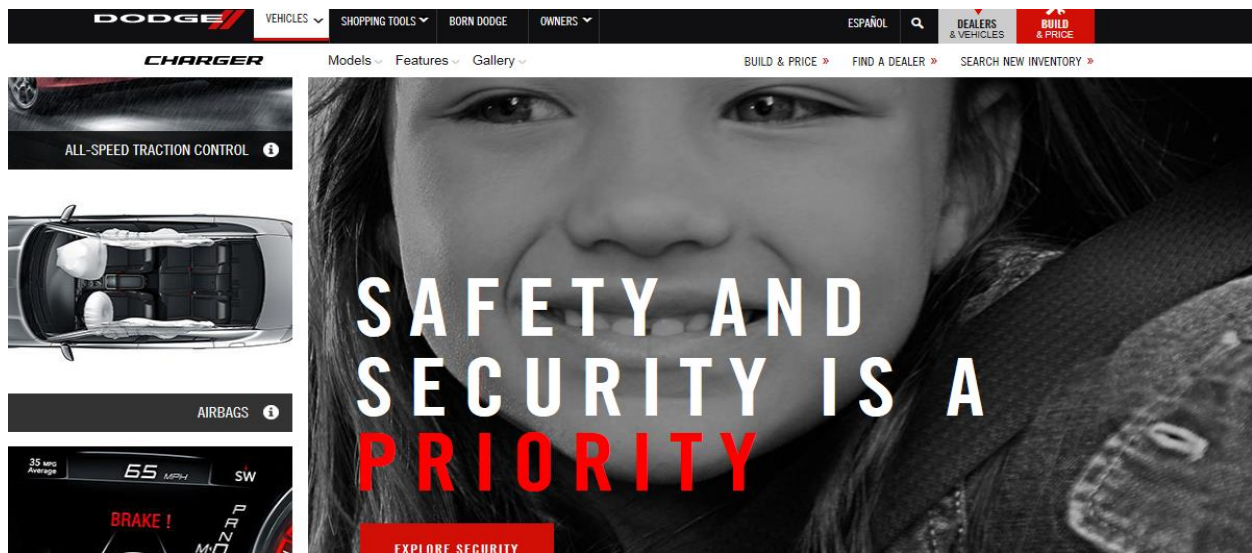 DODGE
VEHICLES
SHOPPING TOOLS
BORN DODGE
OWNERS
ESPAÑOL
DEALERS
& VEHICLES
BUILD
& PRICE
CHARGER
Models
Features
Gallery
BUILD & PRICE »
FIND A DEALER »
SEARCH NEW INVENTORY »
ALL-SPEED TRACTION CONTROL i
AIRBAGS i
35 MPG
Average
65 MPH
SW
BRAKE !
P
R
N
D
M
SAFETY AND
SECURITY IS A
PRIORITY
EXPLORE SECURITY